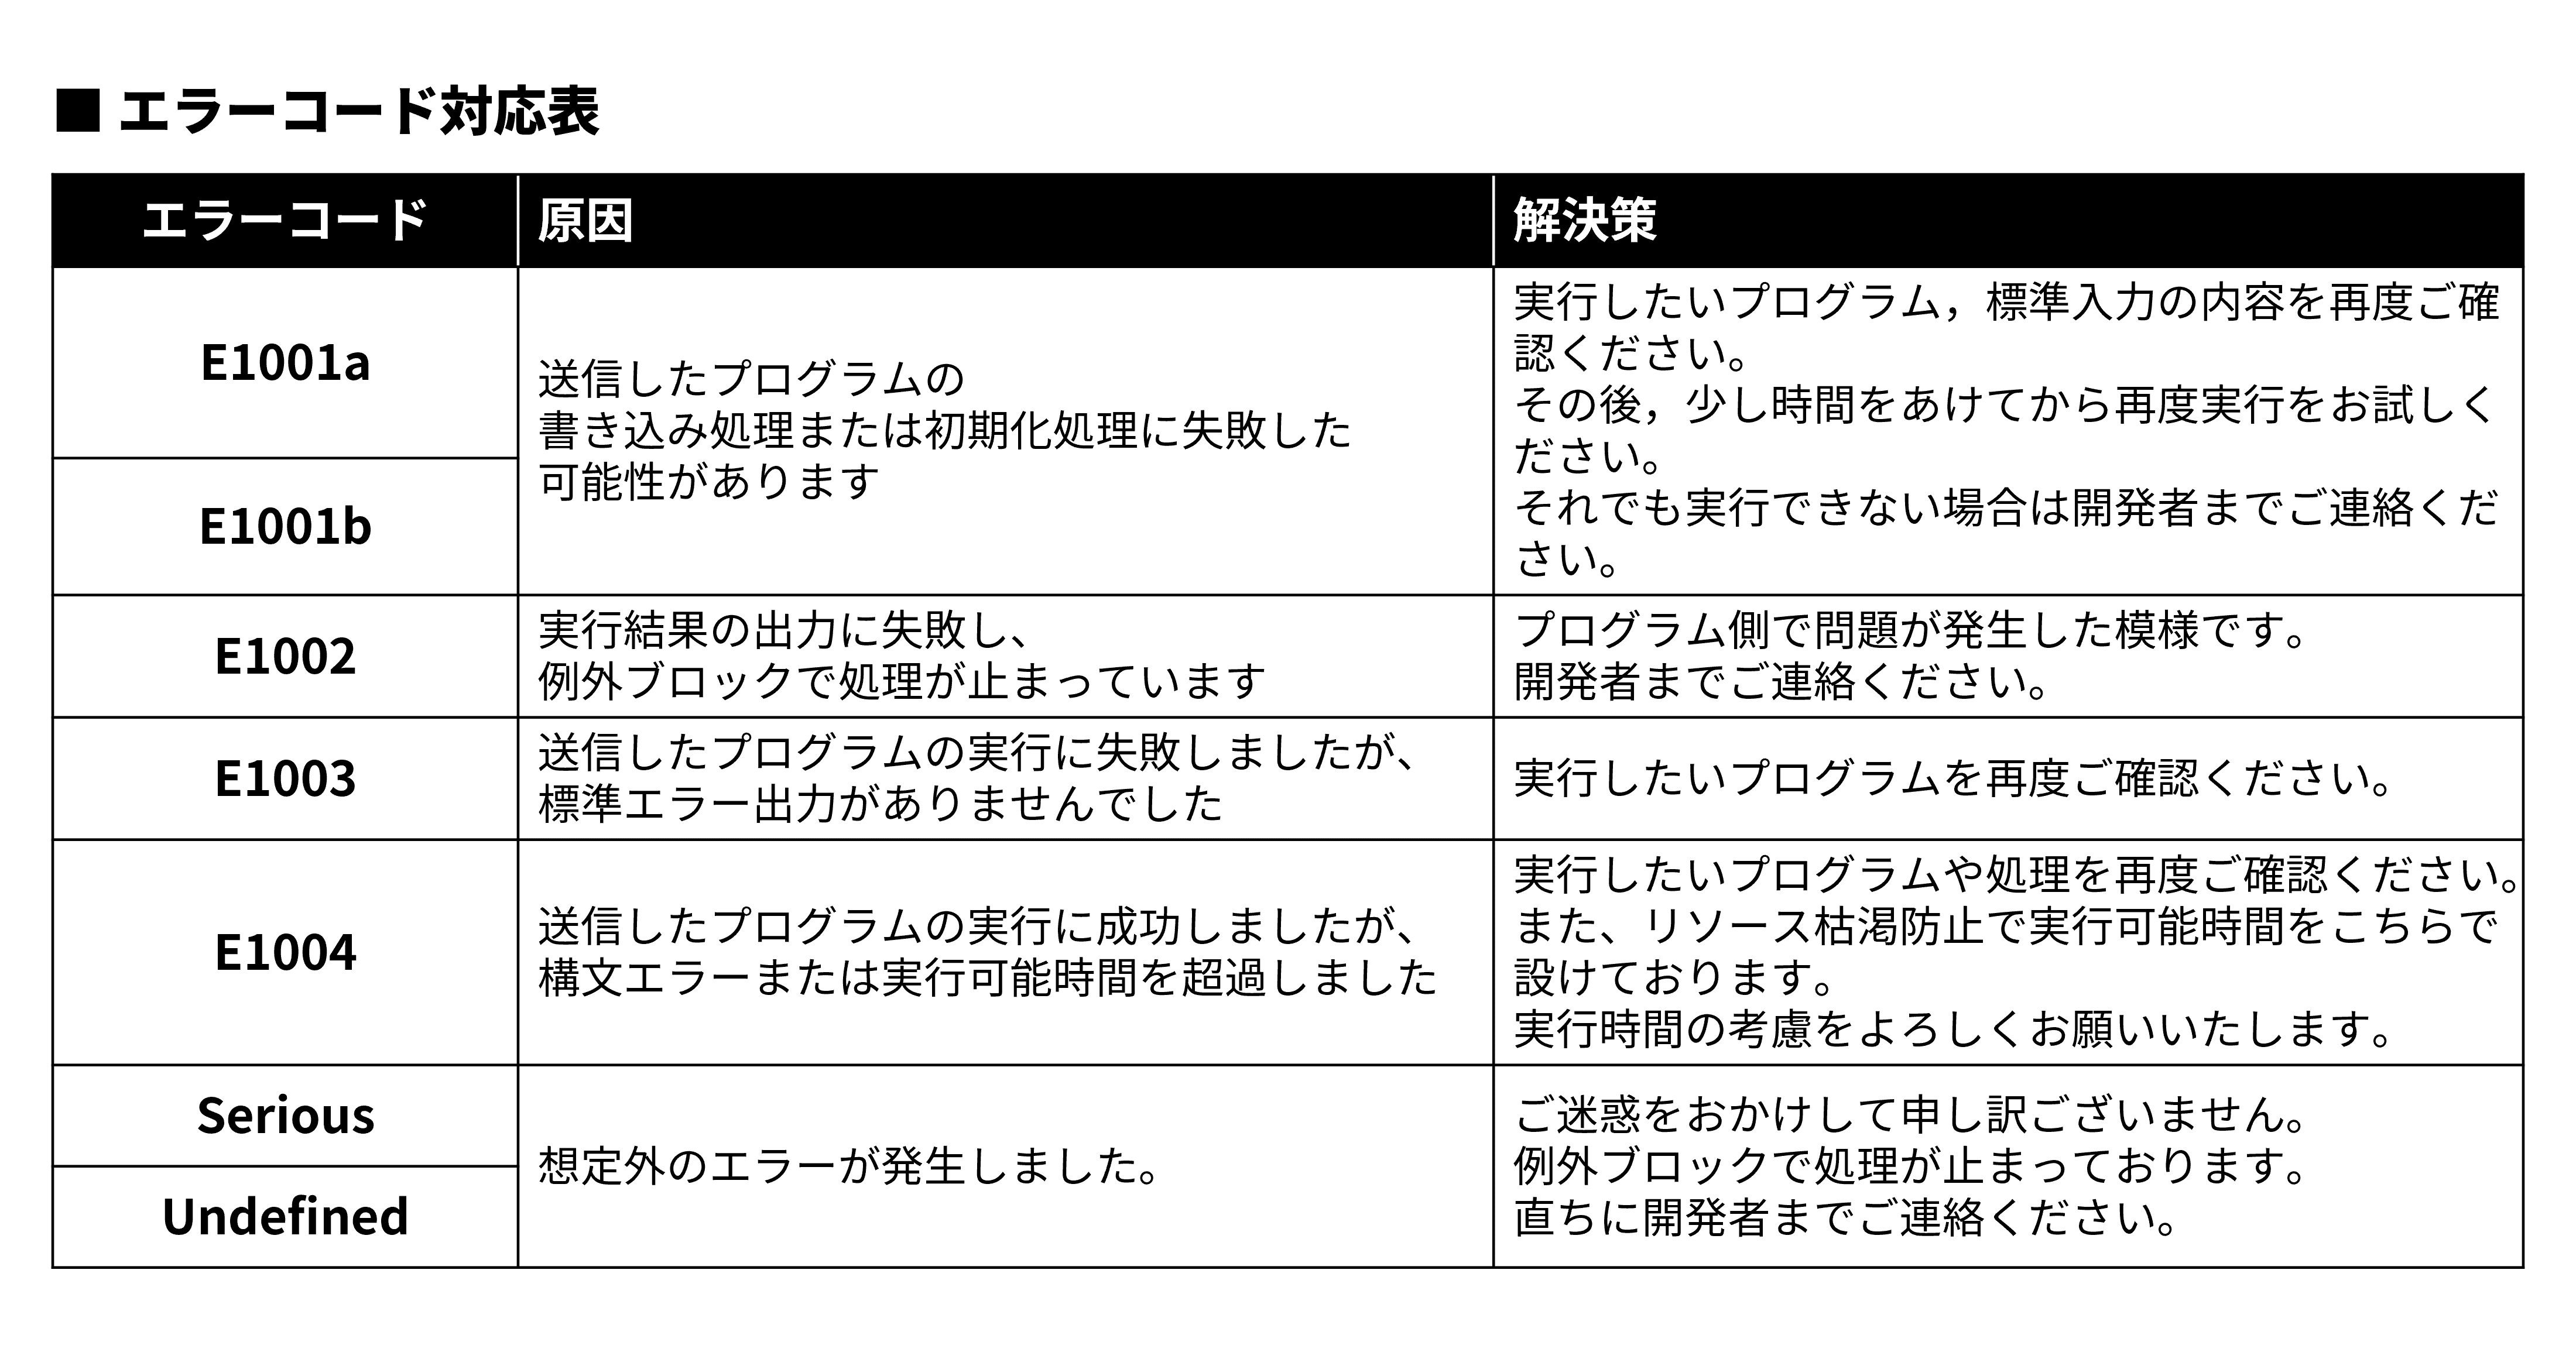 ■ エラーコード対応表
エラーコード
原因
解決策
E1001a
E1001b
送信したプログラムの
書き込み処理または初期化処理に失敗した
可能性があります
実行したいプログラム，標準入力の内容を再度ご確
認ください。
その後，少し時間をあけてから再度実行をお試しく
ださい。
それでも実行できない場合は開発者までご連絡くだ
さい。
E1002
実行結果の出力に失敗し、
例外ブロックで処理が止まっています
プログラム側で問題が発生した模様です。
開発者までご連絡ください。
E1003
送信したプログラムの実行に失敗しましたが、
標準エラー出力がありませんでした
実行したいプログラムを再度ご確認ください。
E1004
送信したプログラムの実行に成功しましたが、
構文エラーまたは実行可能時間を超過しました
実行したいプログラムや処理を再度ご確認ください。
また、リソース枯渇防止で実行可能時間をこちらで
設けております。
実行時間の考慮をよろしくお願いいたします。
Serious
Undefined
想定外のエラーが発生しました。
ご迷惑をおかけして申し訳ございません。
例外ブロックで処理が止まっております。
直ちに開発者までご連絡ください。